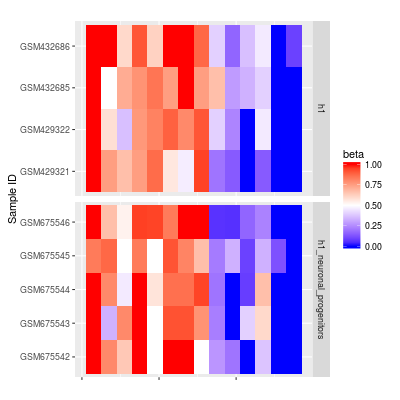 Sample ID
GSM432686
GSM432685
GSM429322
GSM429321
h1
GSM675546
GSM675545
GSM675544
GSM675543
GSM675542
h1_neuronal_progenitors
beta
1.00
0.75
0.50
0.25
0.00